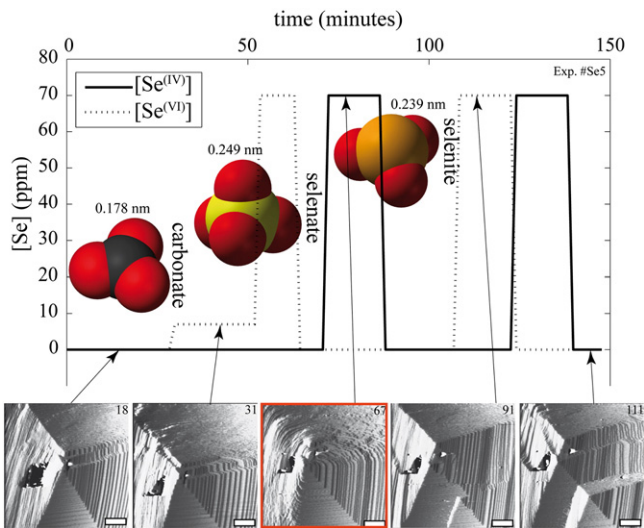 time (minutes)
0 50 100 150
80
70
60
50
40
30
20
10
0
[Se] (ppm)
Exp. #Se5
[Se(IV)]
[Se(VI)]
0.178 nm
carbonate
0.249 nm
selenate
0.239 nm
selenite
18
31
67
91
111